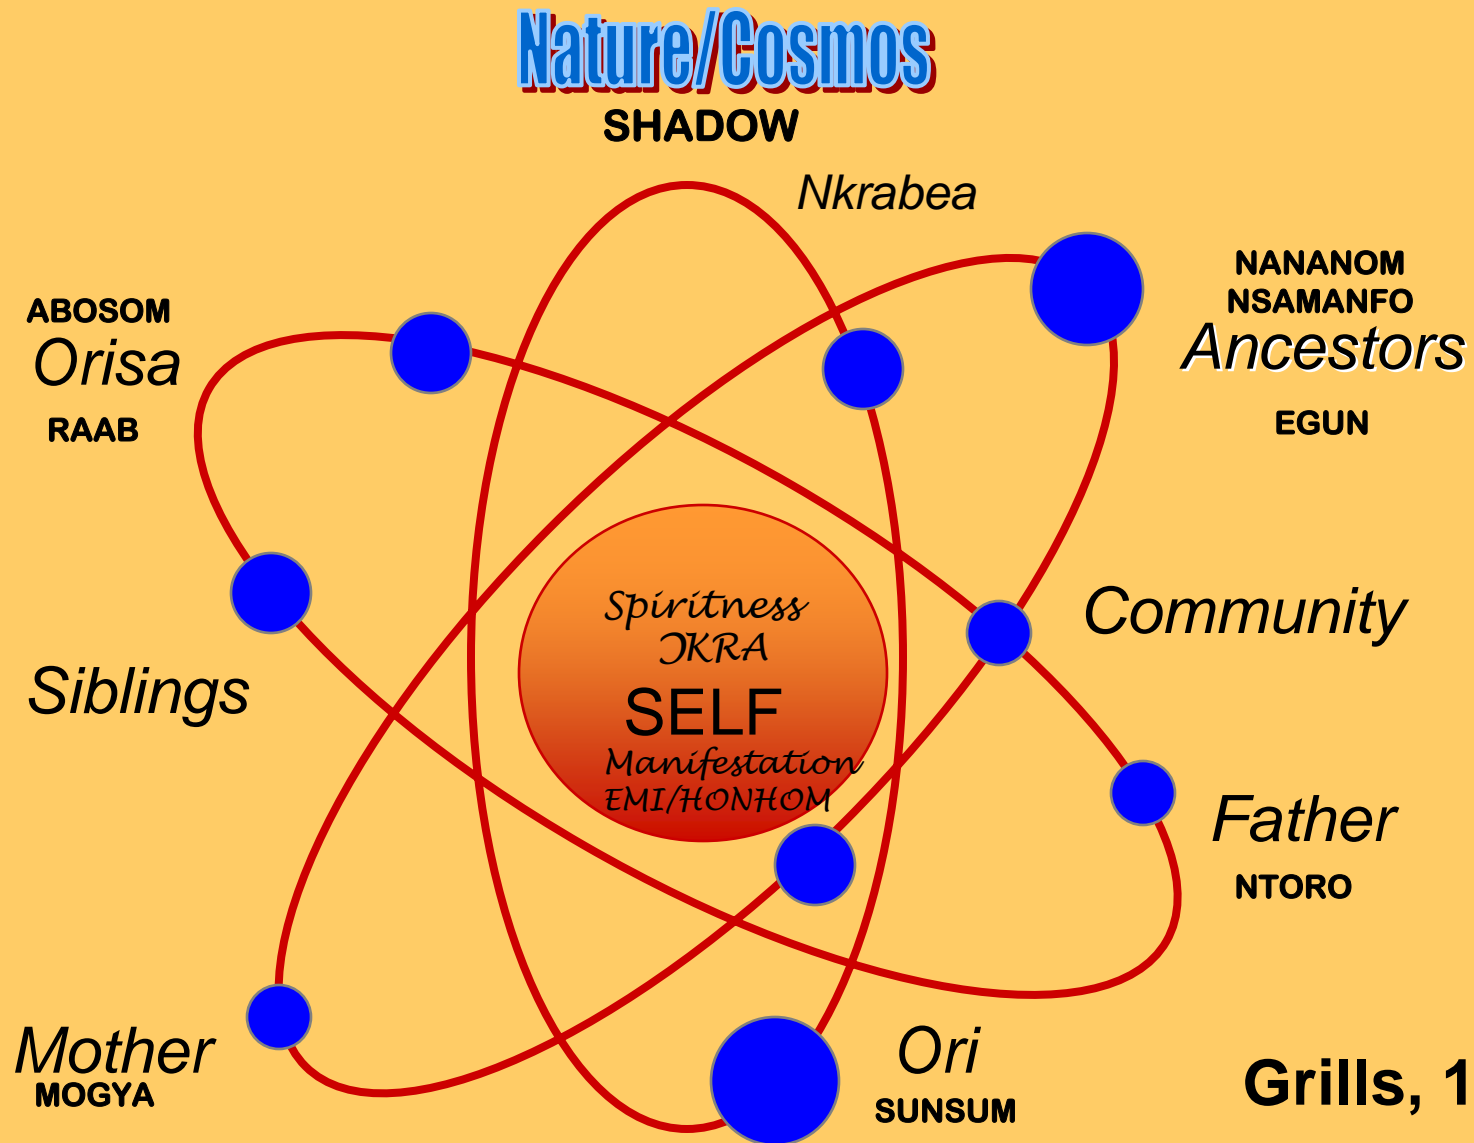 Nature/Cosmos
SHADOW
Nkrabea
NANANOM
NSAMANFO
Ancestors
EGUN
ABOSOM
Orisa
RAAB
Spiritness
Community
SELF
Siblings
Manifestation
EMI/HONHOM
Father
NTORO
Mother
MOGYA
Ori
SUNSUM
Grills, 1